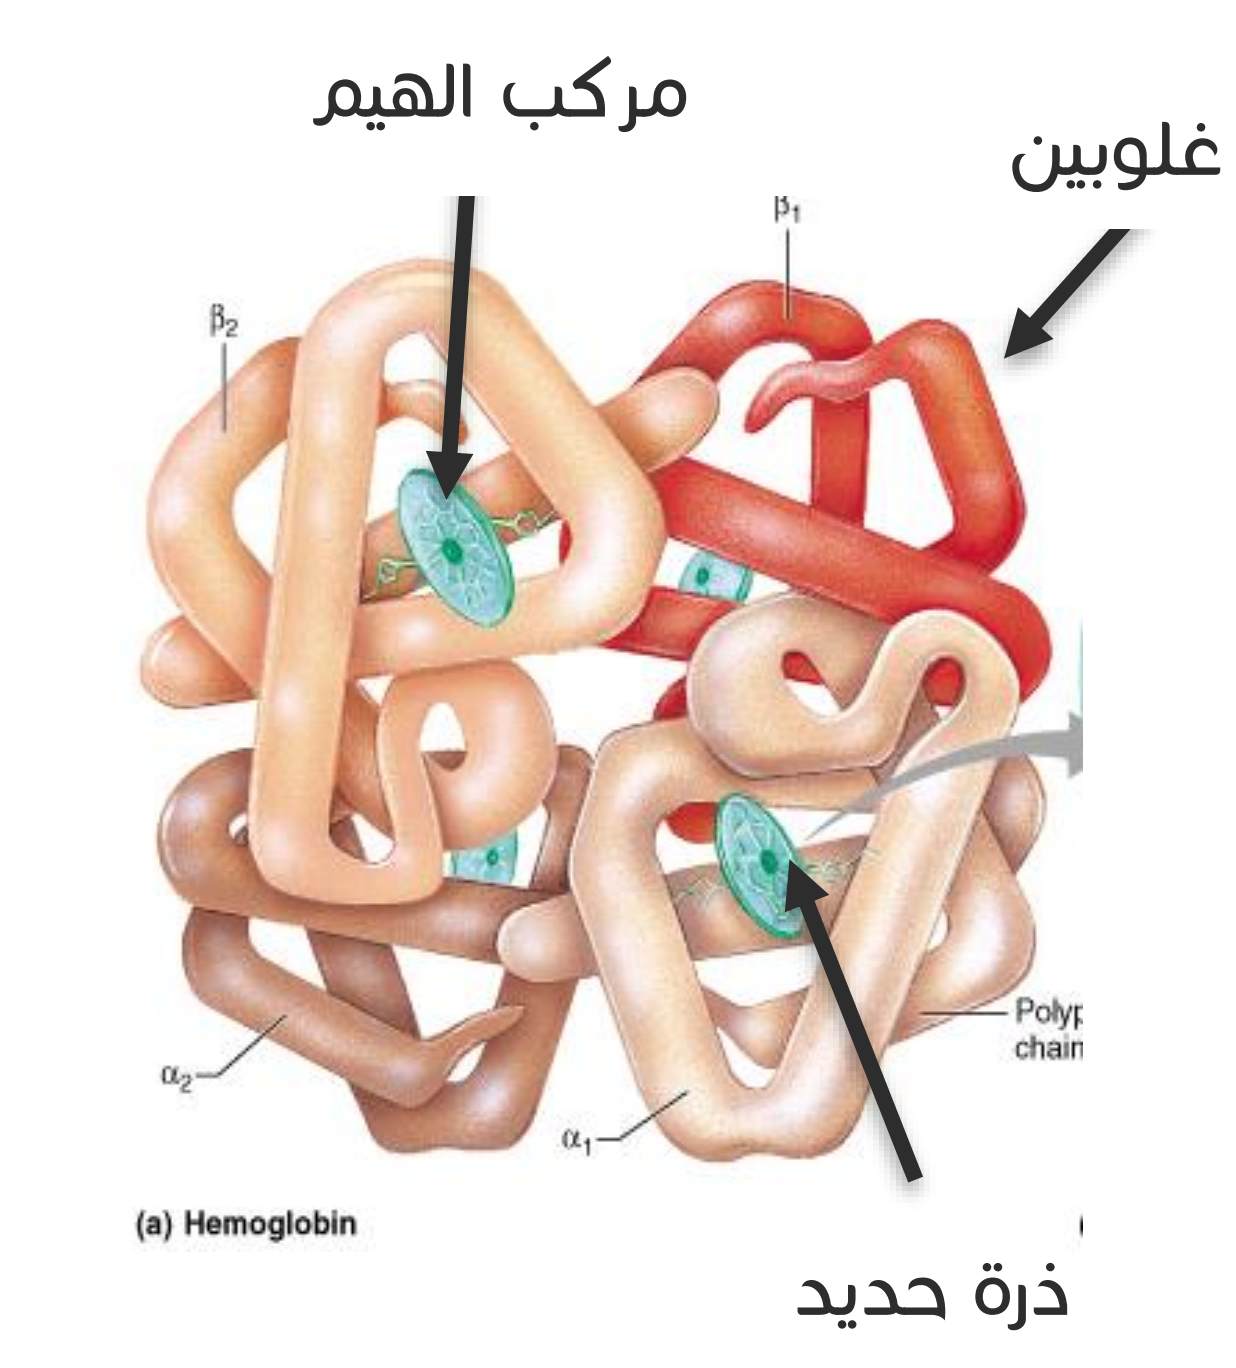 مركب الهيم
غلوبين
β1
β2
Polyp
chain
α2
α1
(a) Hemoglobin
ذرة حديد